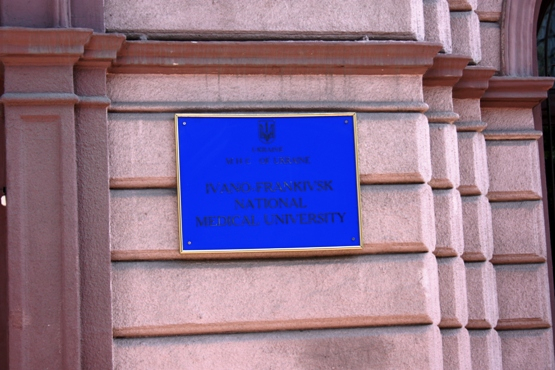 IVANO-FRANKIVSK
NATIONAL
MEDICAL UNIVERSITY